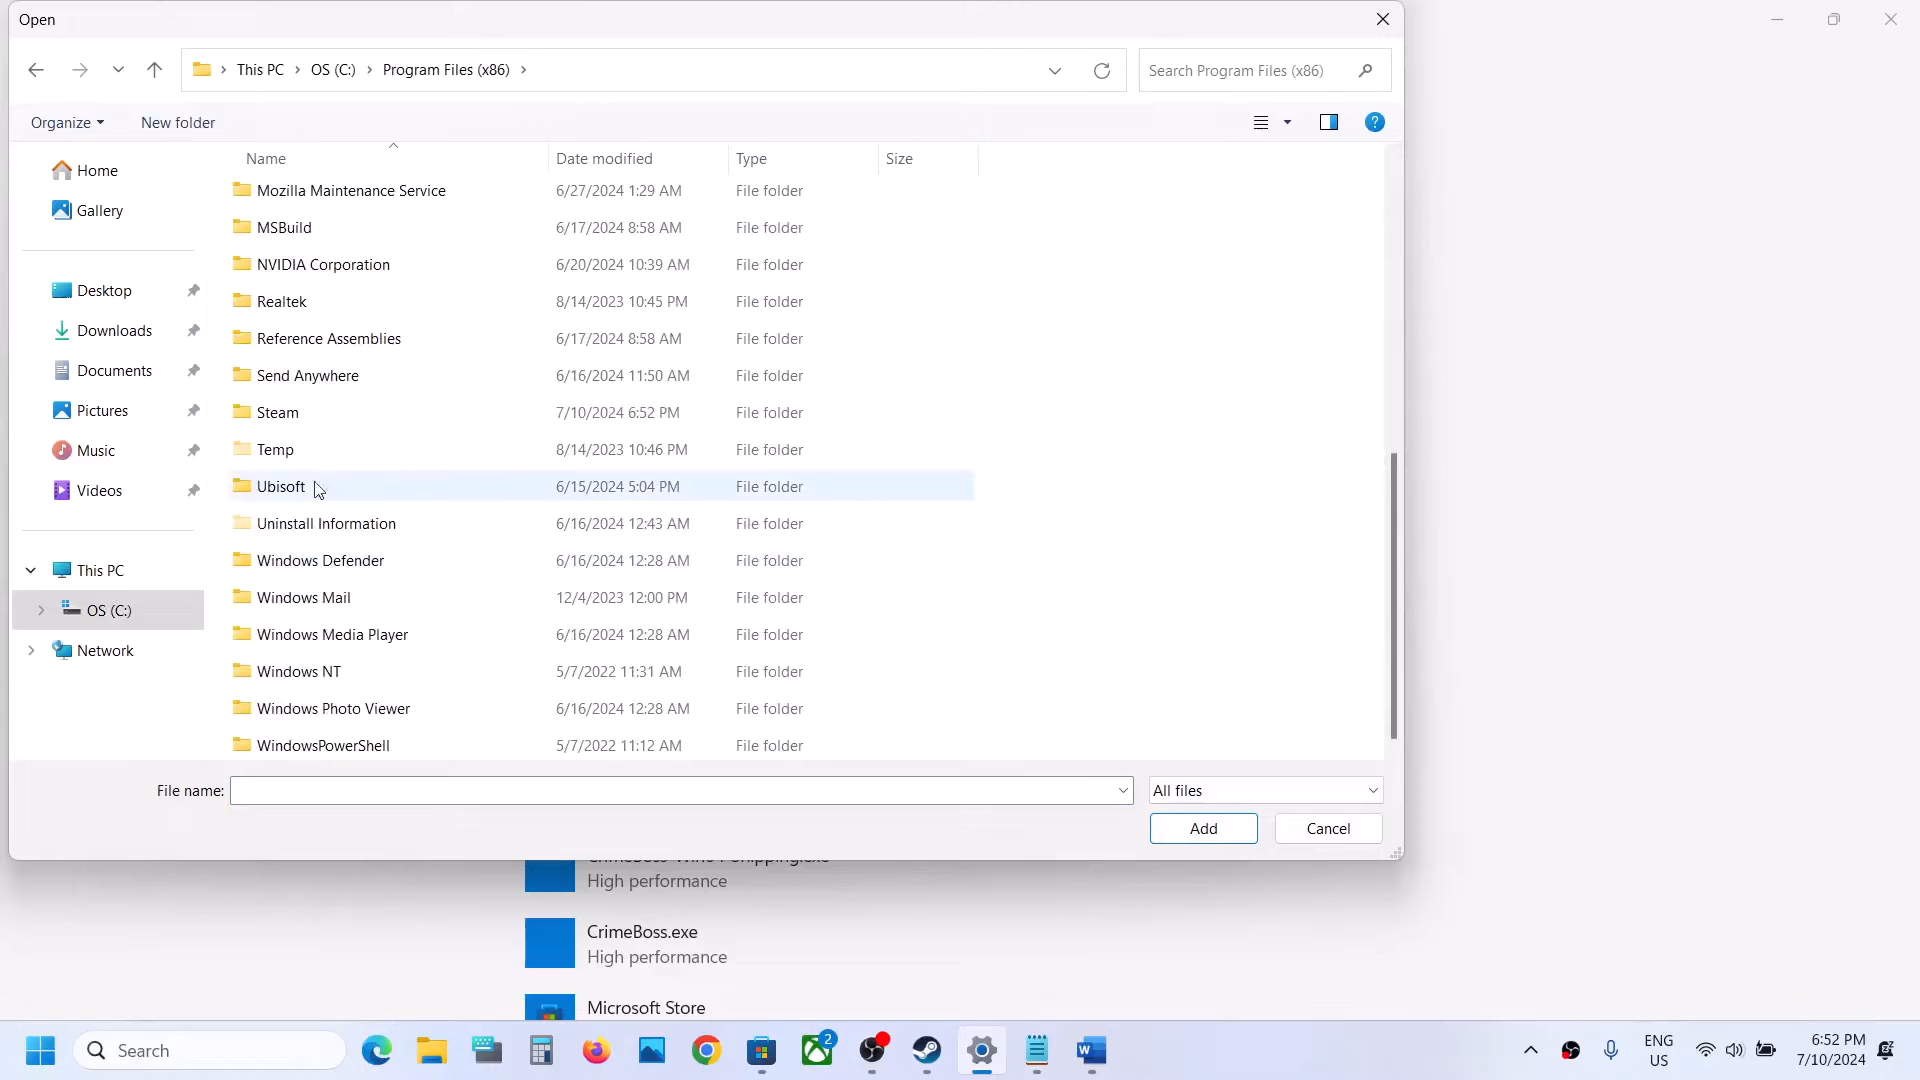 Open
This PC > OS (C:) > Program Files (x86) >
Search Program Files (x86)
Organize
New folder
?
Name Date modified Type Size
Home
Gallery
Desktop
Downloads
Documents
Pictures
Music
Videos
This PC
OS (C:)
Network
Mozilla Maintenance Service 6/27/2024 1:29 AM File folder
MSBuild 6/17/2024 8:58 AM File folder
NVIDIA Corporation 6/20/2024 10:39 AM File folder
Realtek 8/14/2023 10:45 PM File folder
Reference Assemblies 6/17/2024 8:58 AM File folder
Send Anywhere 6/16/2024 11:50 AM File folder
Steam 7/10/2024 6:52 PM File folder
Temp 8/14/2023 10:46 PM File folder
Ubisoft 6/15/2024 5:04 PM File folder
Uninstall Information 6/16/2024 12:43 AM File folder
Windows Defender 6/16/2024 12:28 AM File folder
Windows Mail 12/4/2023 12:00 PM File folder
Windows Media Player 6/16/2024 12:28 AM File folder
Windows NT 5/7/2022 11:31 AM File folder
Windows Photo Viewer 6/16/2024 12:28 AM File folder
WindowsPowerShell 5/7/2022 11:12 AM File folder
File name:
All files
Add
Cancel
High performance
CrimeBoss.exe
High performance
Microsoft Store
Search
2
W
ENG
US
6:52 PM
7/10/2024